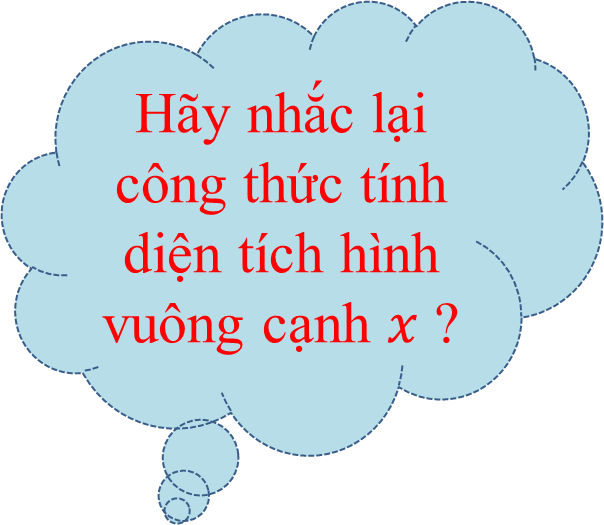 Hãy nhắc lại
công thức tính
diện tích hình
vuông cạnh 𝑥 ?